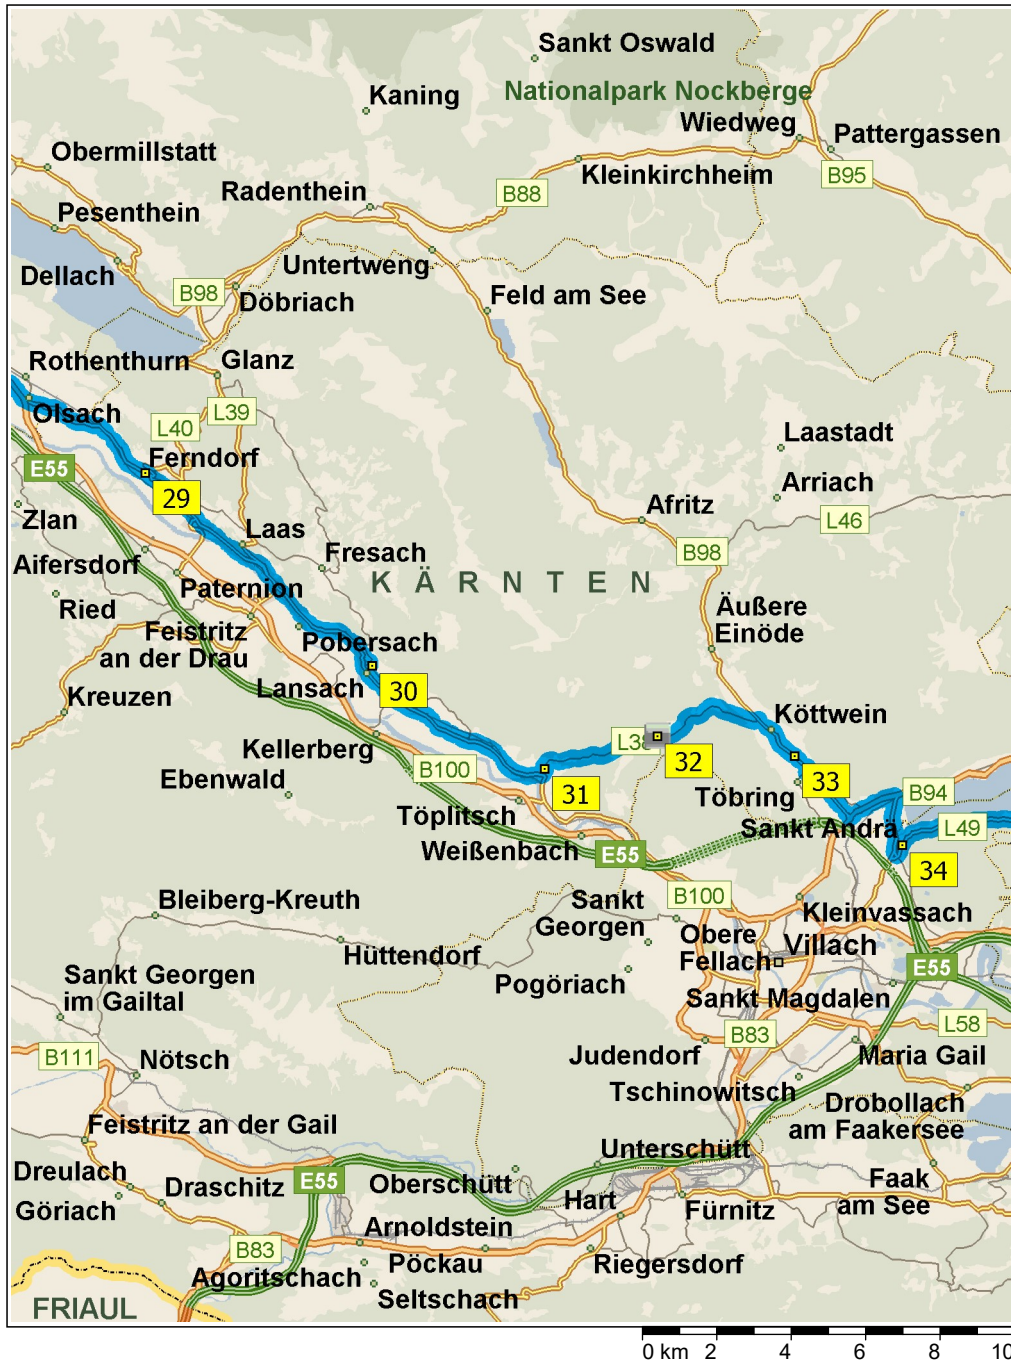 Sankt Oswald
Nationalpark Nockberge
Kaning
Wiedweg
Pattergassen
Obermillstatt
Kleinkirchheim
B95
Radenthein
B88
Pesenthein
Untertweng
Dellach
B98
Döbriach
Feld am See
Rothenthurn
Glanz
Olsach
L39
L40
Laastadt
Ferndorf
E55
29
Arriach
Zlan
Afritz
L46
Laas
Aifersdorf
Fresach
B98
KÄRNTEN
Paternion
Ried
Äußere
Einöde
Feistritz
an der Drau
Pobersach
Kreuzen
Lansach
30
Köttwein
Kellerberg
L38
32
Ebenwald
B100
33
31
Töbring
B94
Töplitsch
Sankt Andrä
L49
Weißenbach
E55
34
Bleiberg-Kreuth
Sankt
Georgen
B100
Kleinvassach
Hüttendorf
Obere
Fellach
Villach
Sankt Georgen
im Gailtal
Pogöriach
E55
Sankt Magdalen
L58
B111
Nötsch
Judendorf
B83
Maria Gail
Tschinowitsch
Drobollach
am Faakersee
Feistritz an der Gail
Unterschütt
Dreulach
Draschitz
E55
Oberschütt
Hart
Faak
am See
Göriach
Fürnitz
Arnoldstein
B83
Pöckau
Riegersdorf
Agoritschach
Seltschach
FRIAUL
0 km 2 4 6 8 10